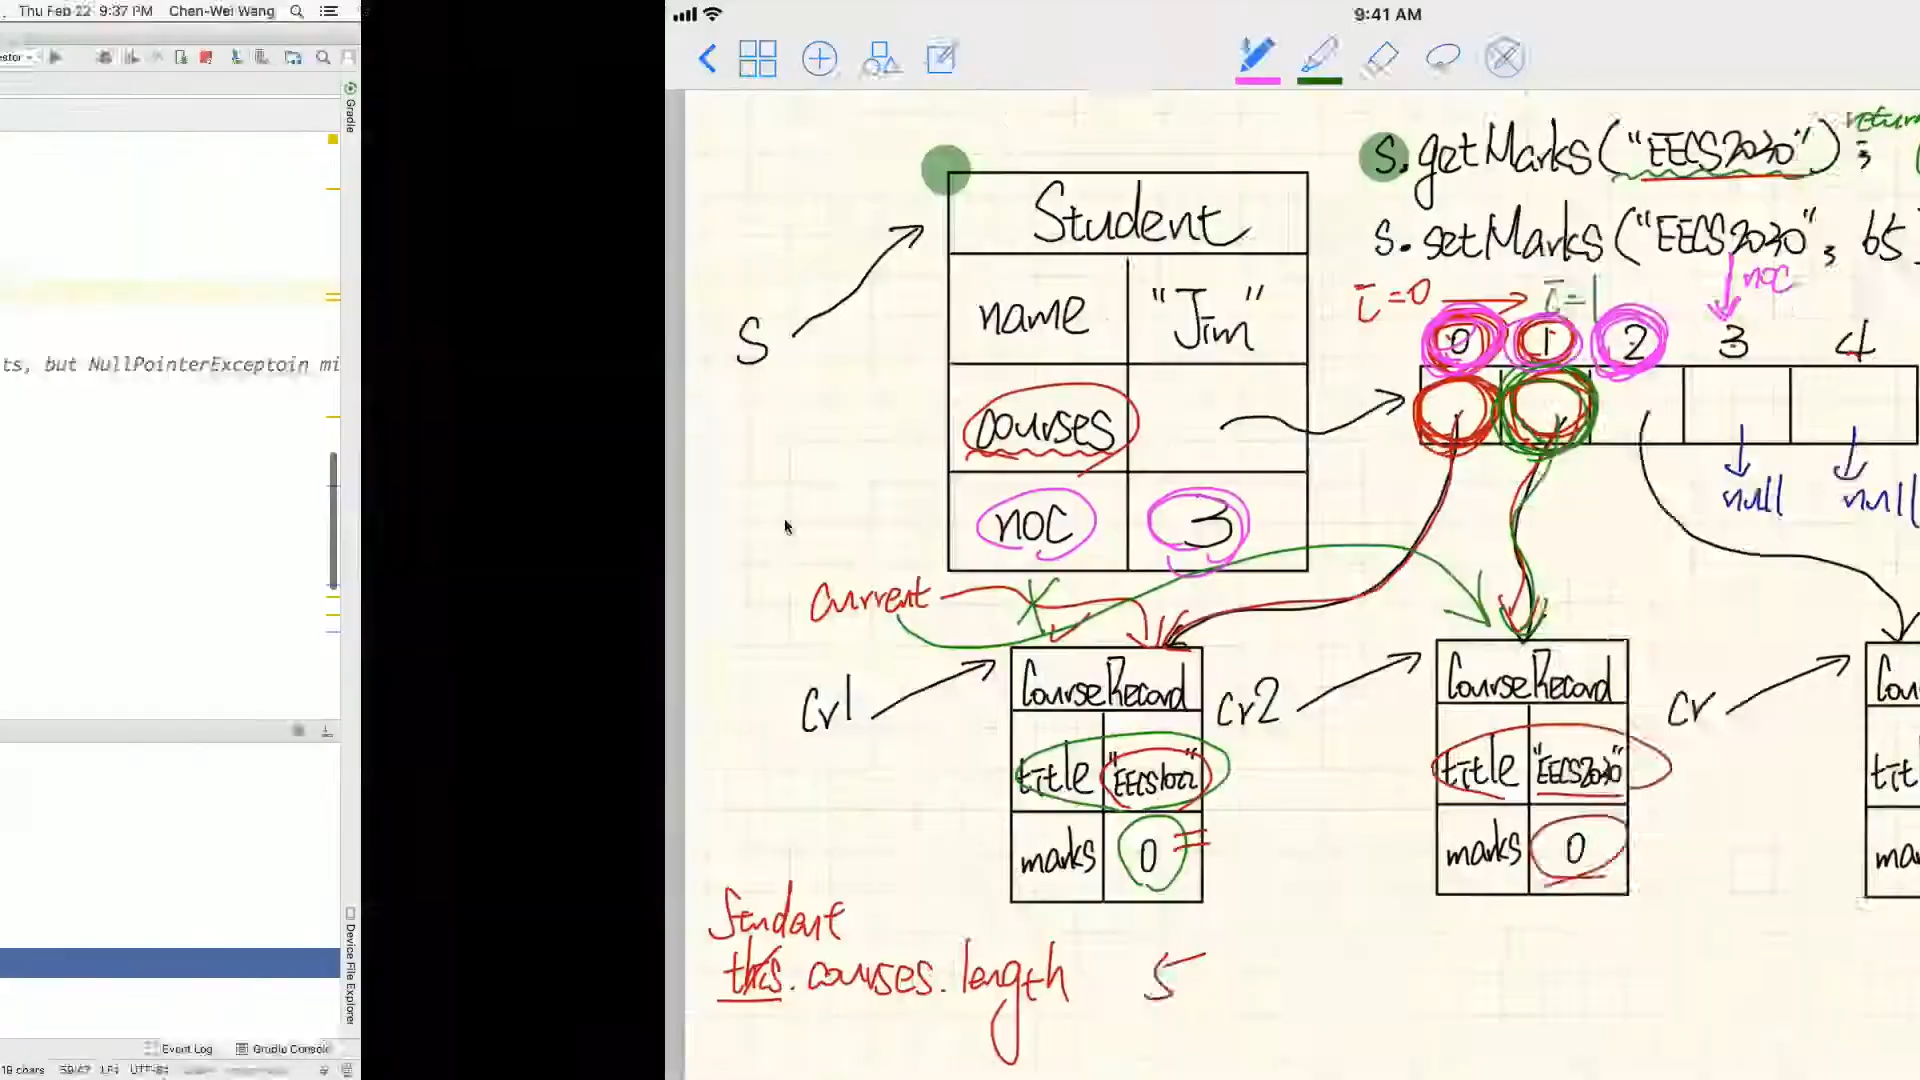 Thu Feb 22 9:37 PM Chen-Wei Wang
Gradle
ts, but NullPointerExceptoin mi
Device File Explorer
Event Log Gradle Console
9:41 AM
s.getMarks("EECS2030");
s.setMarks("EECS2030", 65
noc
i=0 i=1
0 1 2 3 4
null null
s
Student
name "Jim"
courses
noc 3
current
cr1
CourseRecord
title "EECS1022"
marks 0
cr2
CourseRecord
title "EECS2030"
marks 0
cr
Cou
tit
ma
Student
this.courses.length 5